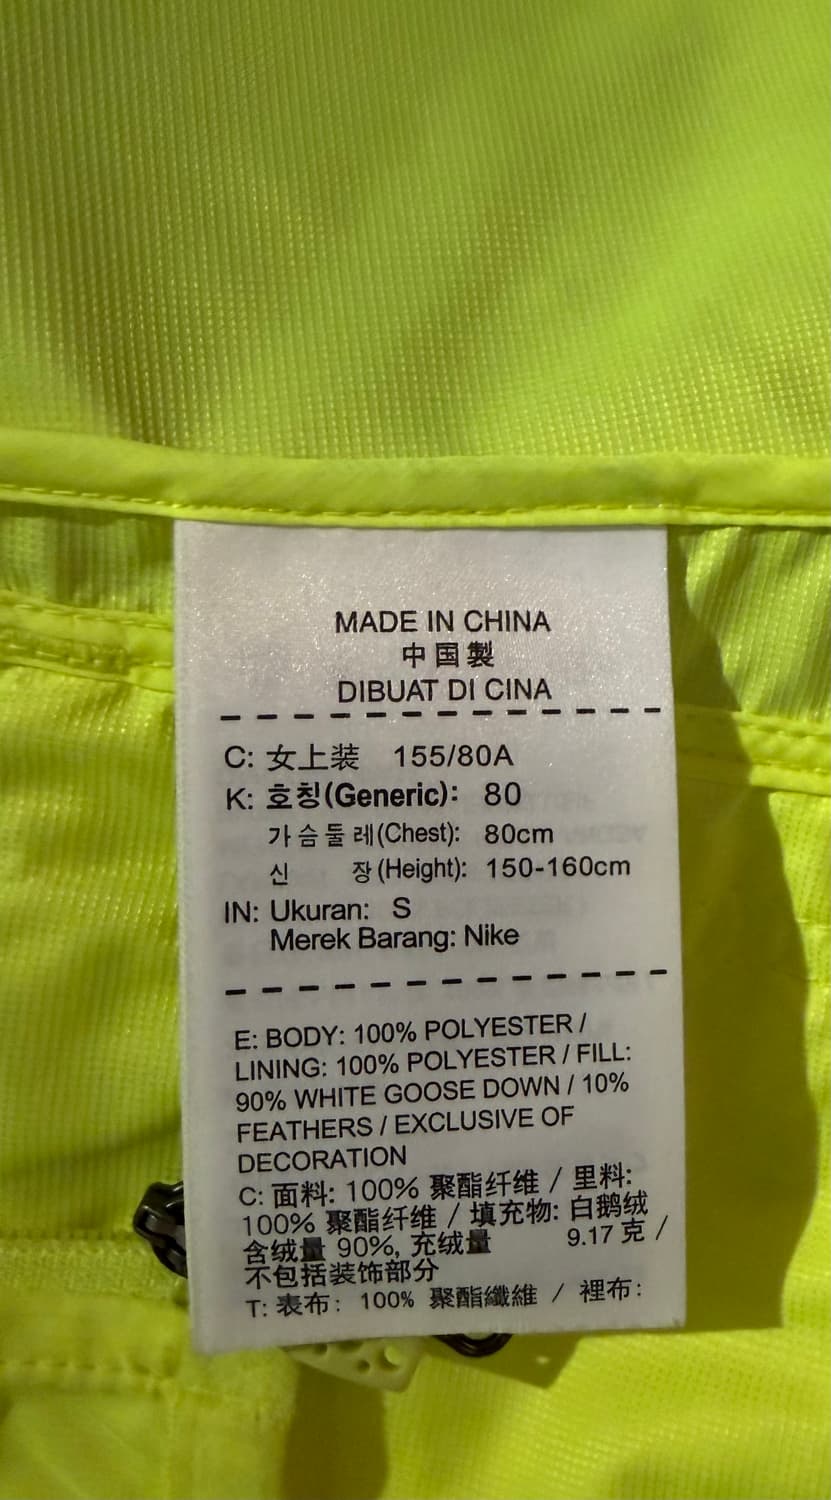 MADE IN CHINA
中国製
DIBUAT DI CINA
C: 女上装 155/80A
K: 호칭(Generic): 80
가슴둘레(Chest): 80cm
신 장(Height): 150-160cm
IN: Ukuran: S
Merek Barang: Nike
E: BODY: 100% POLYESTER /
LINING: 100% POLYESTER / FILL:
90% WHITE GOOSE DOWN / 10%
FEATHERS / EXCLUSIVE OF
DECORATION
C: 面料: 100% 聚酯纤维 / 里料:
100% 聚酯纤维 / 填充物: 白鹅绒
含绒量 90%, 充绒量 9.17 克 /
不包括装饰部分
T: 表布: 100% 聚酯纖維 / 裡布: